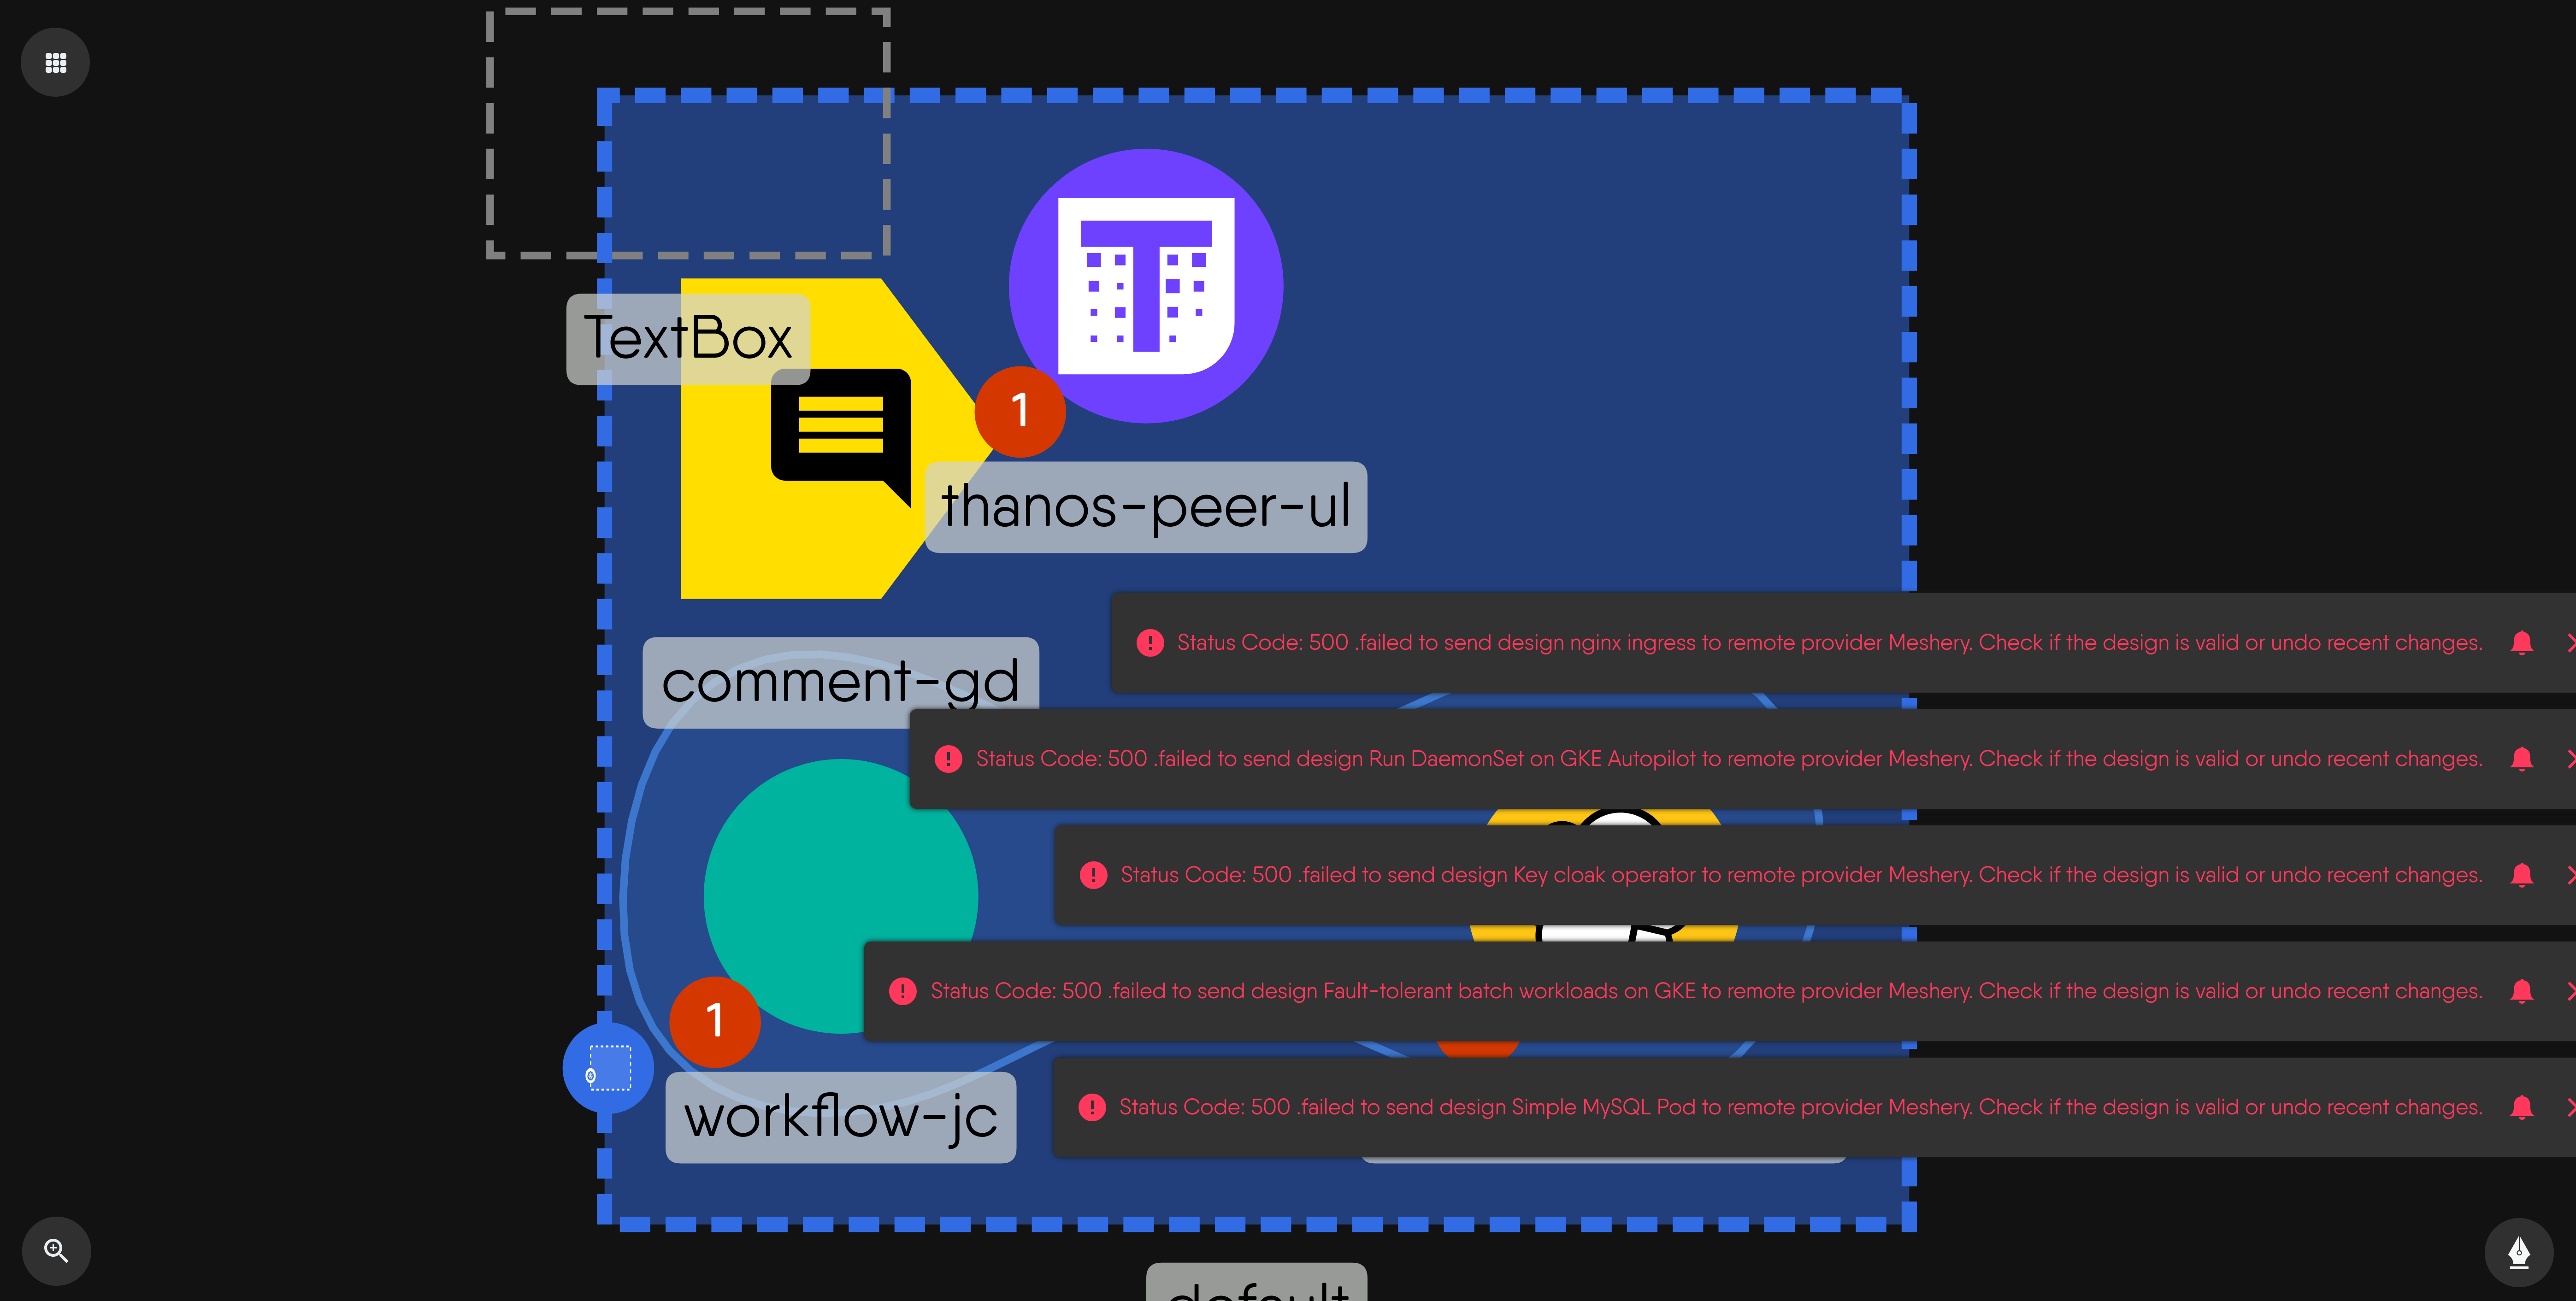 TextBox
1
thanos-peer-ul
Status Code: 500 .failed to send design nginx ingress to remote provider Meshery. Check if the design is valid or undo recent changes.
comment-gd
Status Code: 500 .failed to send design Run DaemonSet on GKE Autopilot to remote provider Meshery. Check if the design is valid or undo recent changes.
Status Code: 500 .failed to send design Key cloak operator to remote provider Meshery. Check if the design is valid or undo recent changes.
Status Code: 500 .failed to send design Fault-tolerant batch workloads on GKE to remote provider Meshery. Check if the design is valid or undo recent changes.
1
workflow-jc
Status Code: 500 .failed to send design Simple MySQL Pod to remote provider Meshery. Check if the design is valid or undo recent changes.
default